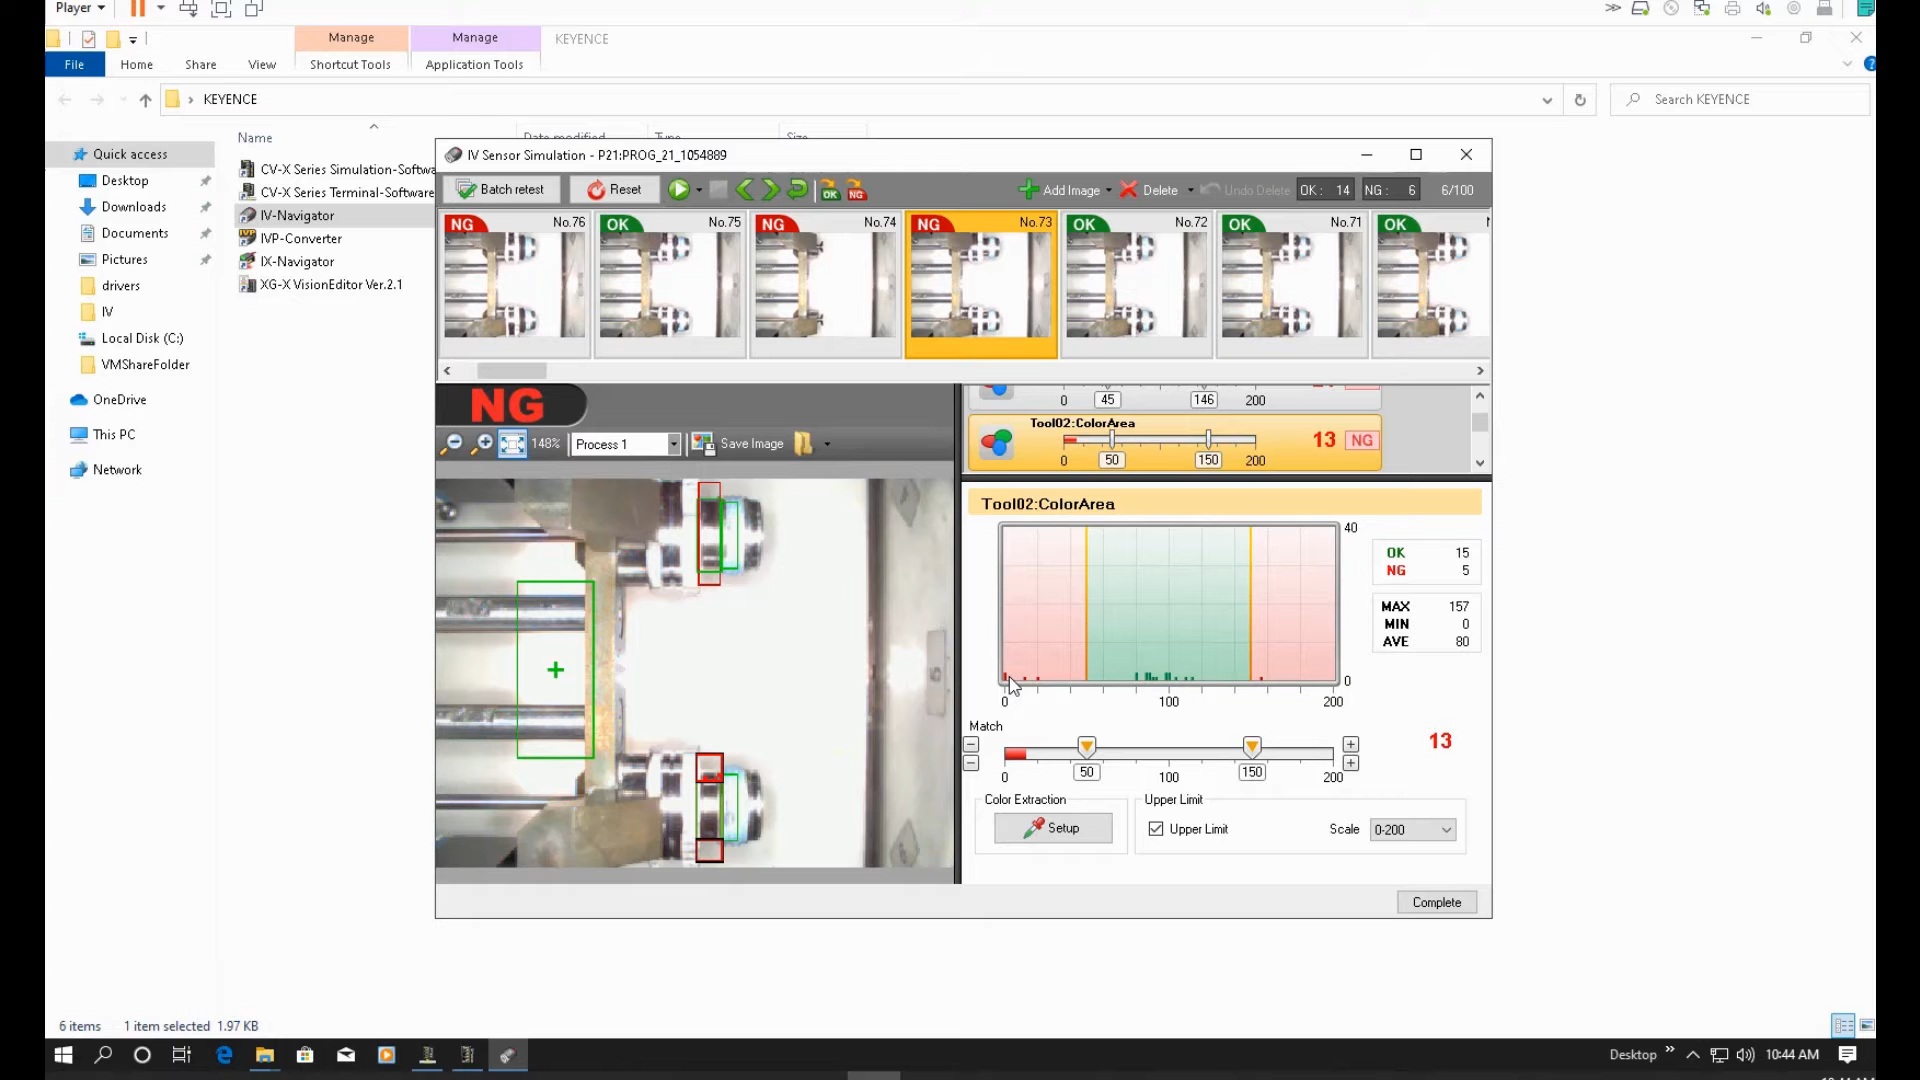 Player
Manage
Manage
KEYENCE
File
Home
Share
View
Shortcut Tools
Application Tools
KEYENCE
Search KEYENCE
Name
Date modified
Type
Size
Quick access
Desktop
Downloads
Documents
Pictures
drivers
IV
Local Disk (C:)
VMShareFolder
OneDrive
This PC
Network
CV-X Series Simulation-Softwa
CV-X Series Terminal-Software
IV-Navigator
IVP-Converter
IX-Navigator
XG-X VisionEditor Ver.2.1
IV Sensor Simulation - P21:PROG_21_1054889
Batch retest
Reset
OK
NG
Add Image
Delete
Undo Delete
OK : 14
NG : 6
6/100
NG No.76
OK No.75
NG No.74
NG No.73
OK No.72
OK No.71
OK
NG
148%
Process 1
Save Image
0 45 146 200
Tool02:ColorArea
13 NG
0 50 150 200
Tool02:ColorArea
40
0
0 100 200
OK 15
NG 5
MAX 157
MIN 0
AVE 80
Match
13
0 50 100 150 200
Color Extraction
Setup
Upper Limit
Upper Limit
Scale 0-200
Complete
6 items 1 item selected 1.97 KB
Desktop
10:44 AM